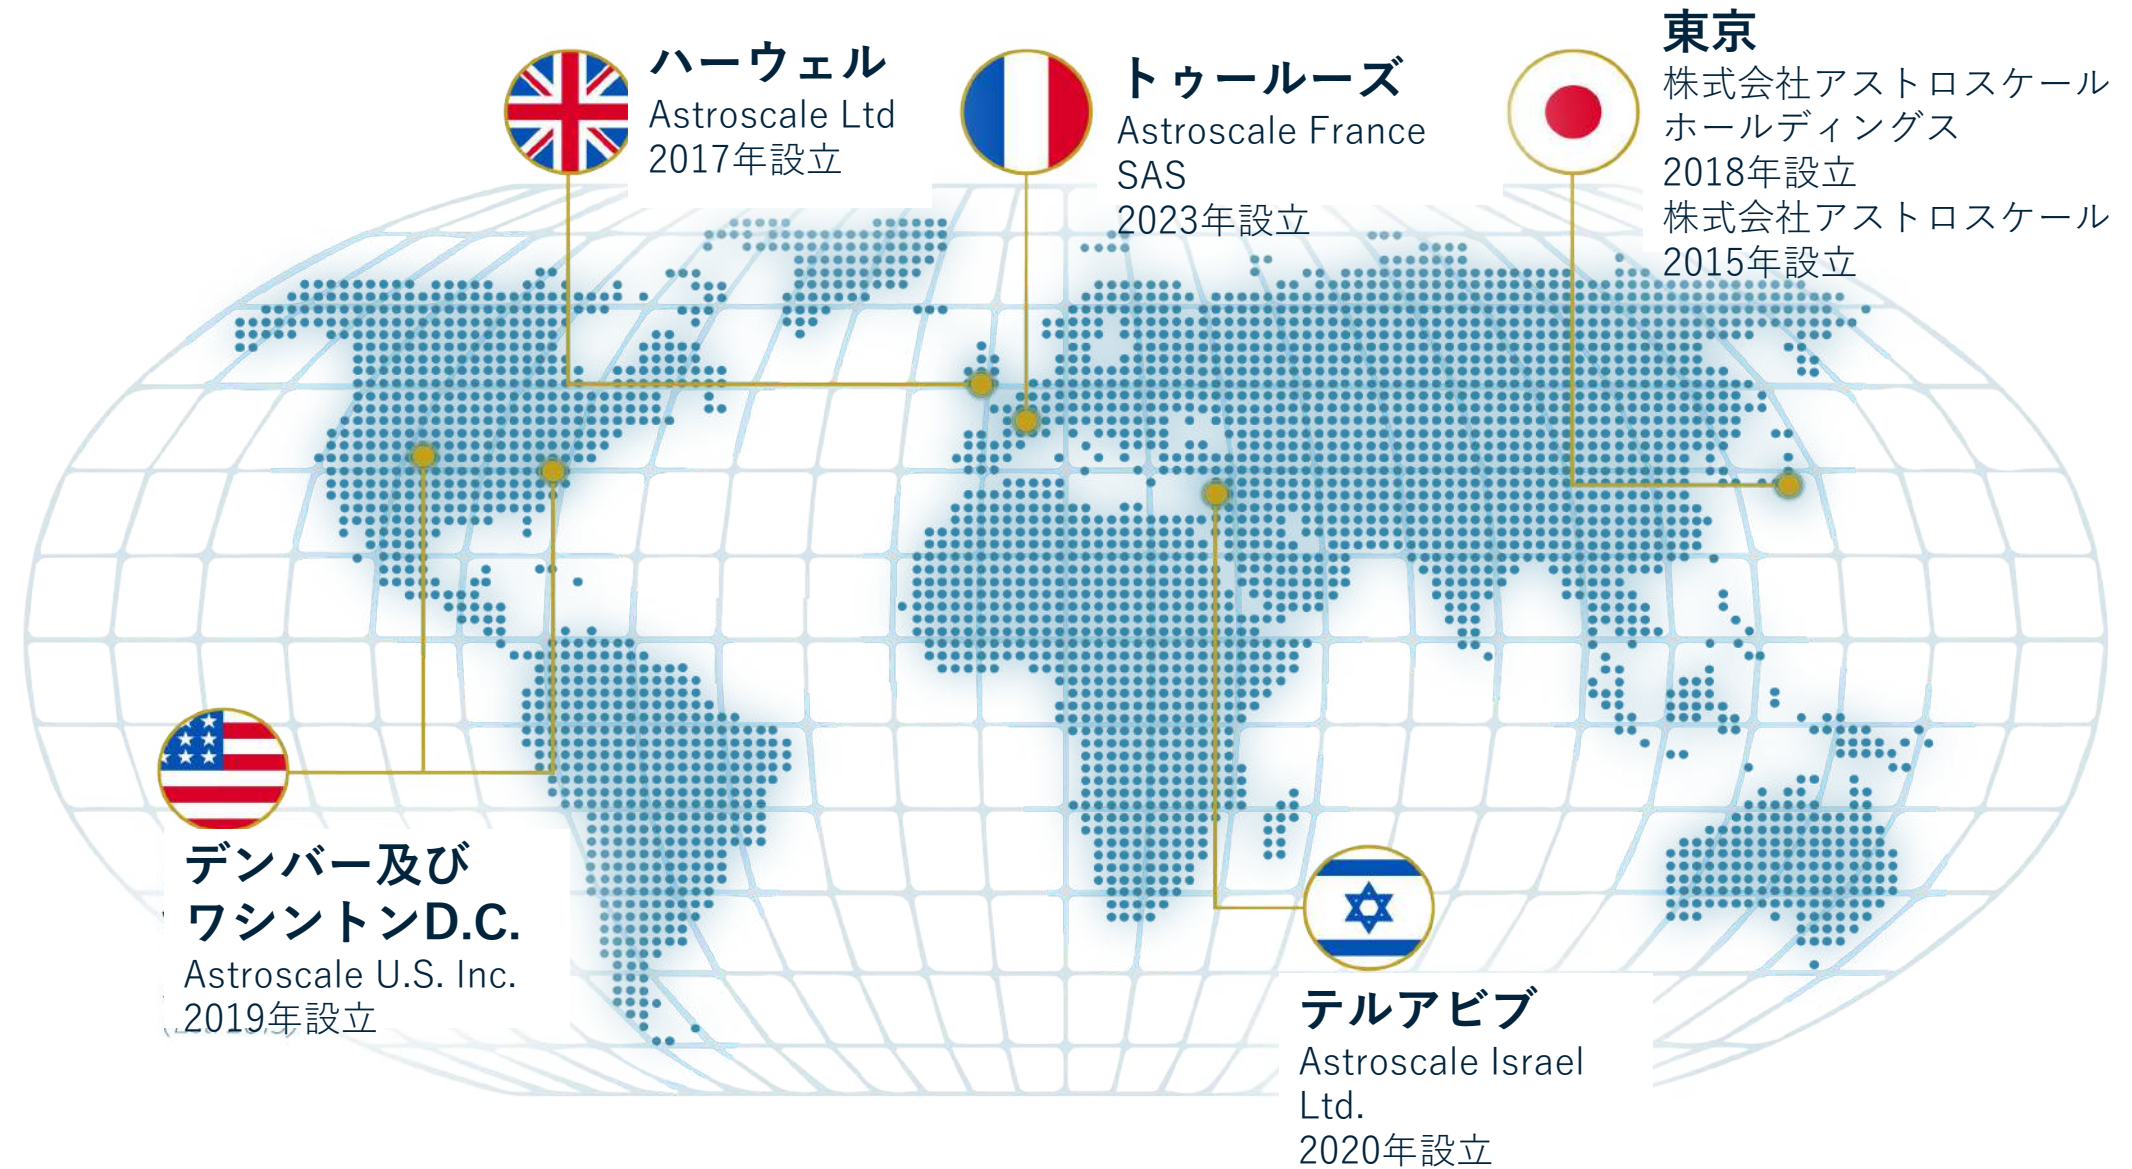 ハーウェル
Astroscale Ltd
2017年設立
トゥールーズ
Astroscale France
SAS
2023年設立
東京
株式会社アストロスケール
ホールディングス
2018年設立
株式会社アストロスケール
2015年設立
デンバー及び
ワシントンD.C.
Astroscale U.S. Inc.
2019年設立
テルアビブ
Astroscale Israel
Ltd.
2020年設立